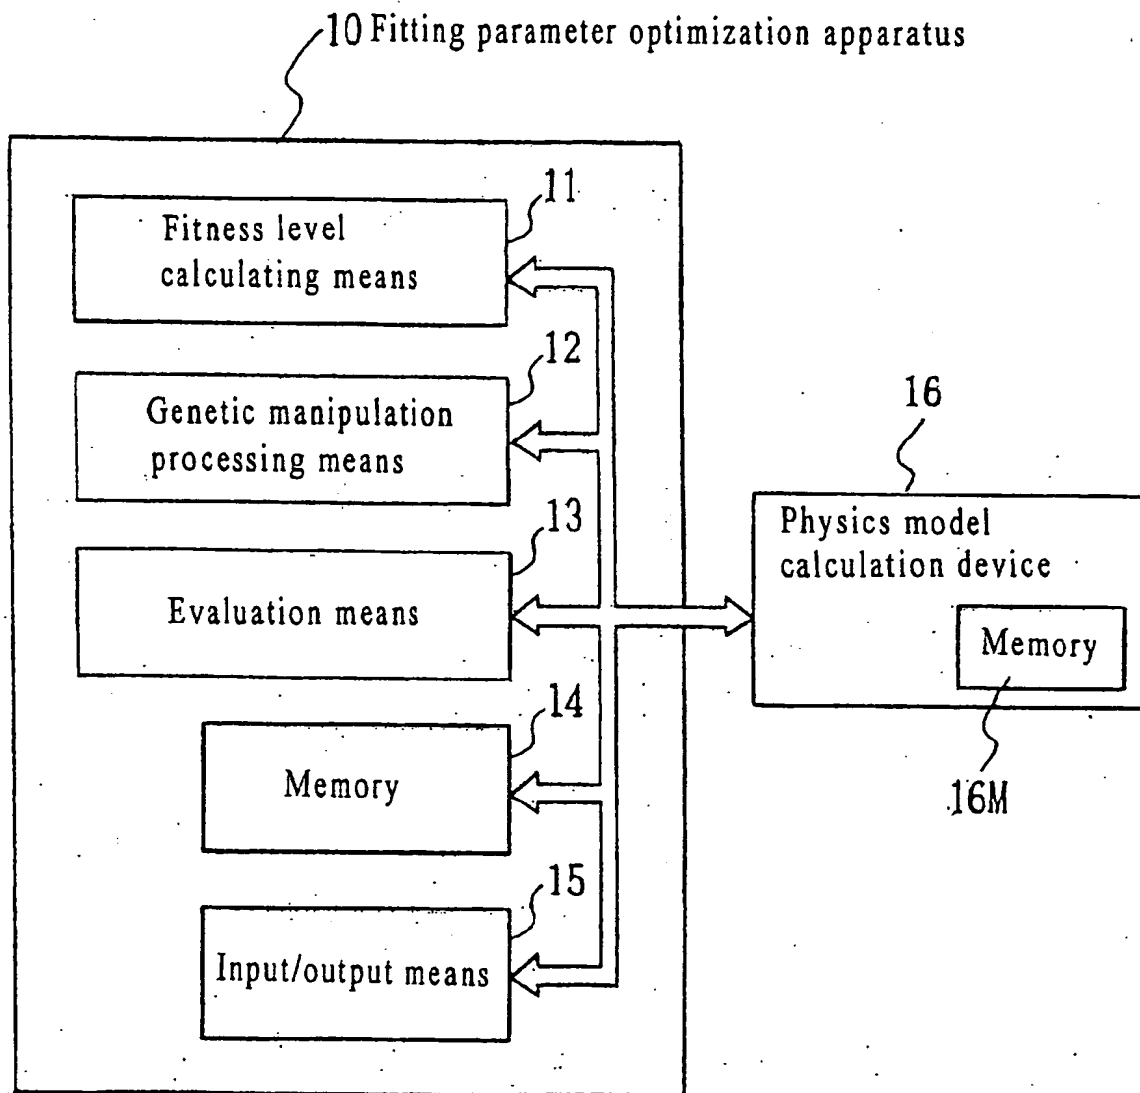 10 Fitting parameter optimization apparatus
11
Fitness level
calculating means
12
Genetic manipulation
processing means
13
Evaluation means
14
Memory
15
Input/output means
16
Physics model
calculation device
Memory
16M